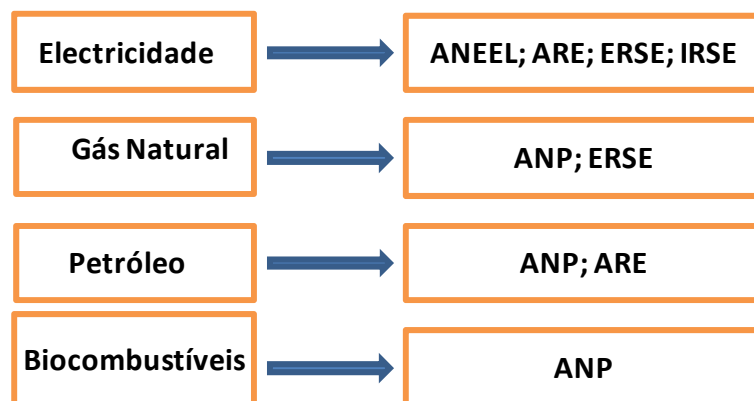 Electricidade
ANEEL; ARE; ERSE; IRSE
Gás Natural
ANP; ERSE
Petróleo
ANP; ARE
Biocombustíveis
ANP